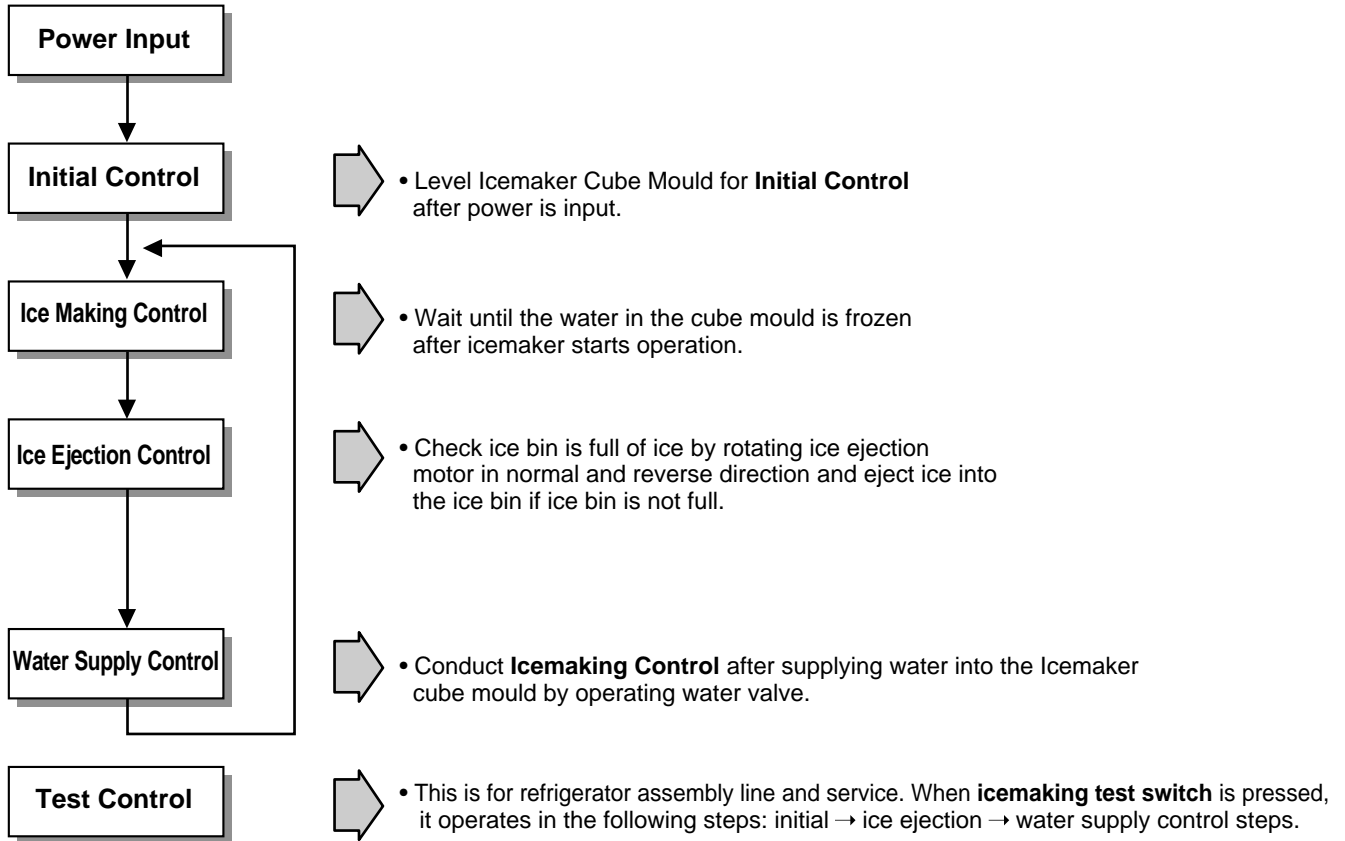 Power Input
Initial Control
• Level Icemaker Cube Mould for Initial Control
after power is input.
Ice Making Control
• Wait until the water in the cube mould is frozen
after icemaker starts operation.
Ice Ejection Control
• Check ice bin is full of ice by rotating ice ejection
motor in normal and reverse direction and eject ice into
the ice bin if ice bin is not full.
Water Supply Control
• Conduct Icemaking Control after supplying water into the Icemaker
cube mould by operating water valve.
Test Control
• This is for refrigerator assembly line and service. When icemaking test switch is pressed,
it operates in the following steps: initial → ice ejection → water supply control steps.